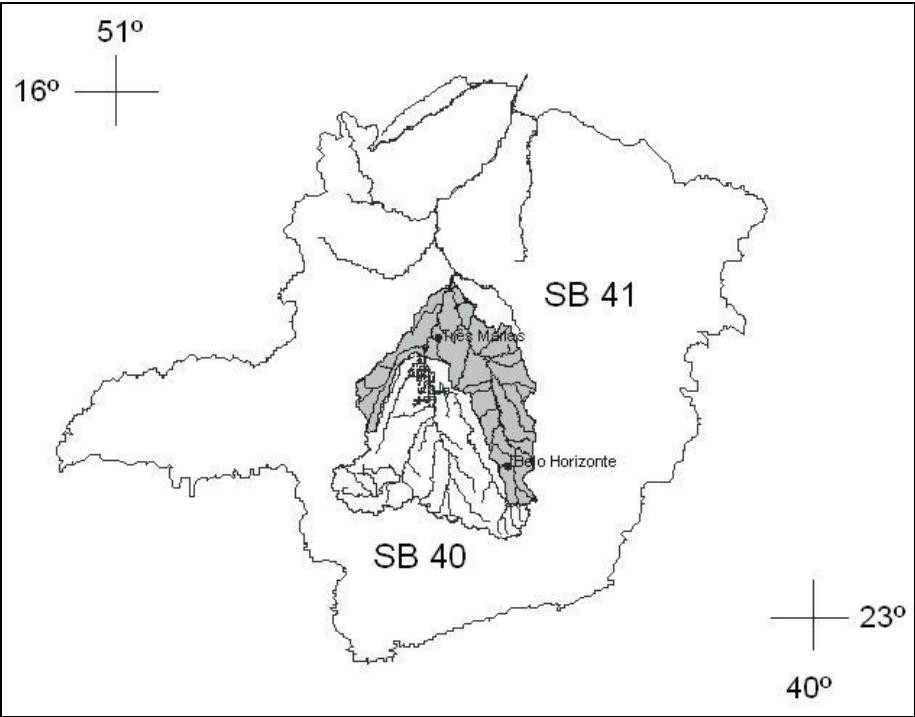 51º
16º
SB 41
Três Marias
Belo Horizonte
SB 40
23º
40º